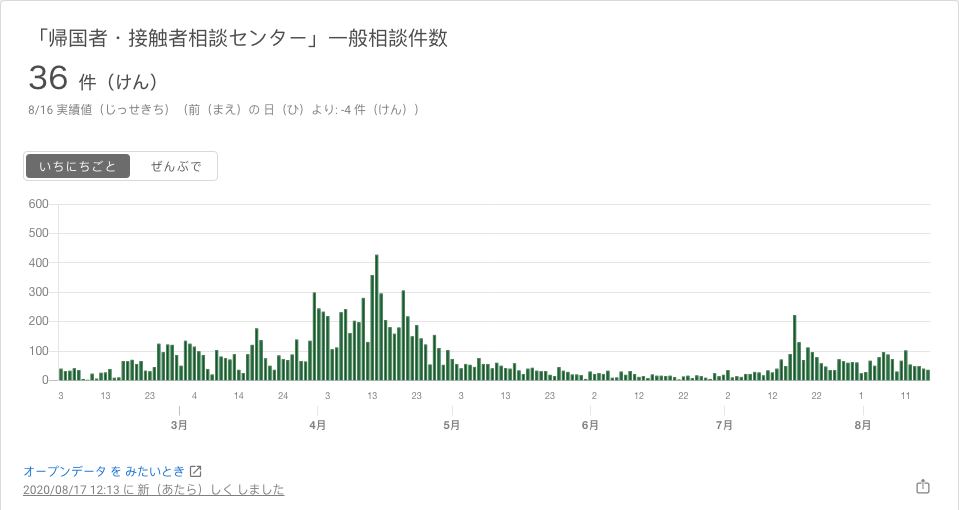 「帰国者・接触者相談センター」一般相談件数
36 件（けん）
8/16 実績値（じっせきち）（前（まえ）の 日（ひ）より: -4 件（けん））
いちにちごと ぜんぶで
600
500
400
300
200
100
0
3 13 23 4 14 24 3 13 23 3 13 23 2 12 22 2 12 22 1 11
3月 4月 5月 6月 7月 8月
オープンデータ を みたいとき
2020/08/17 12:13 に 新（あたら）しく しました